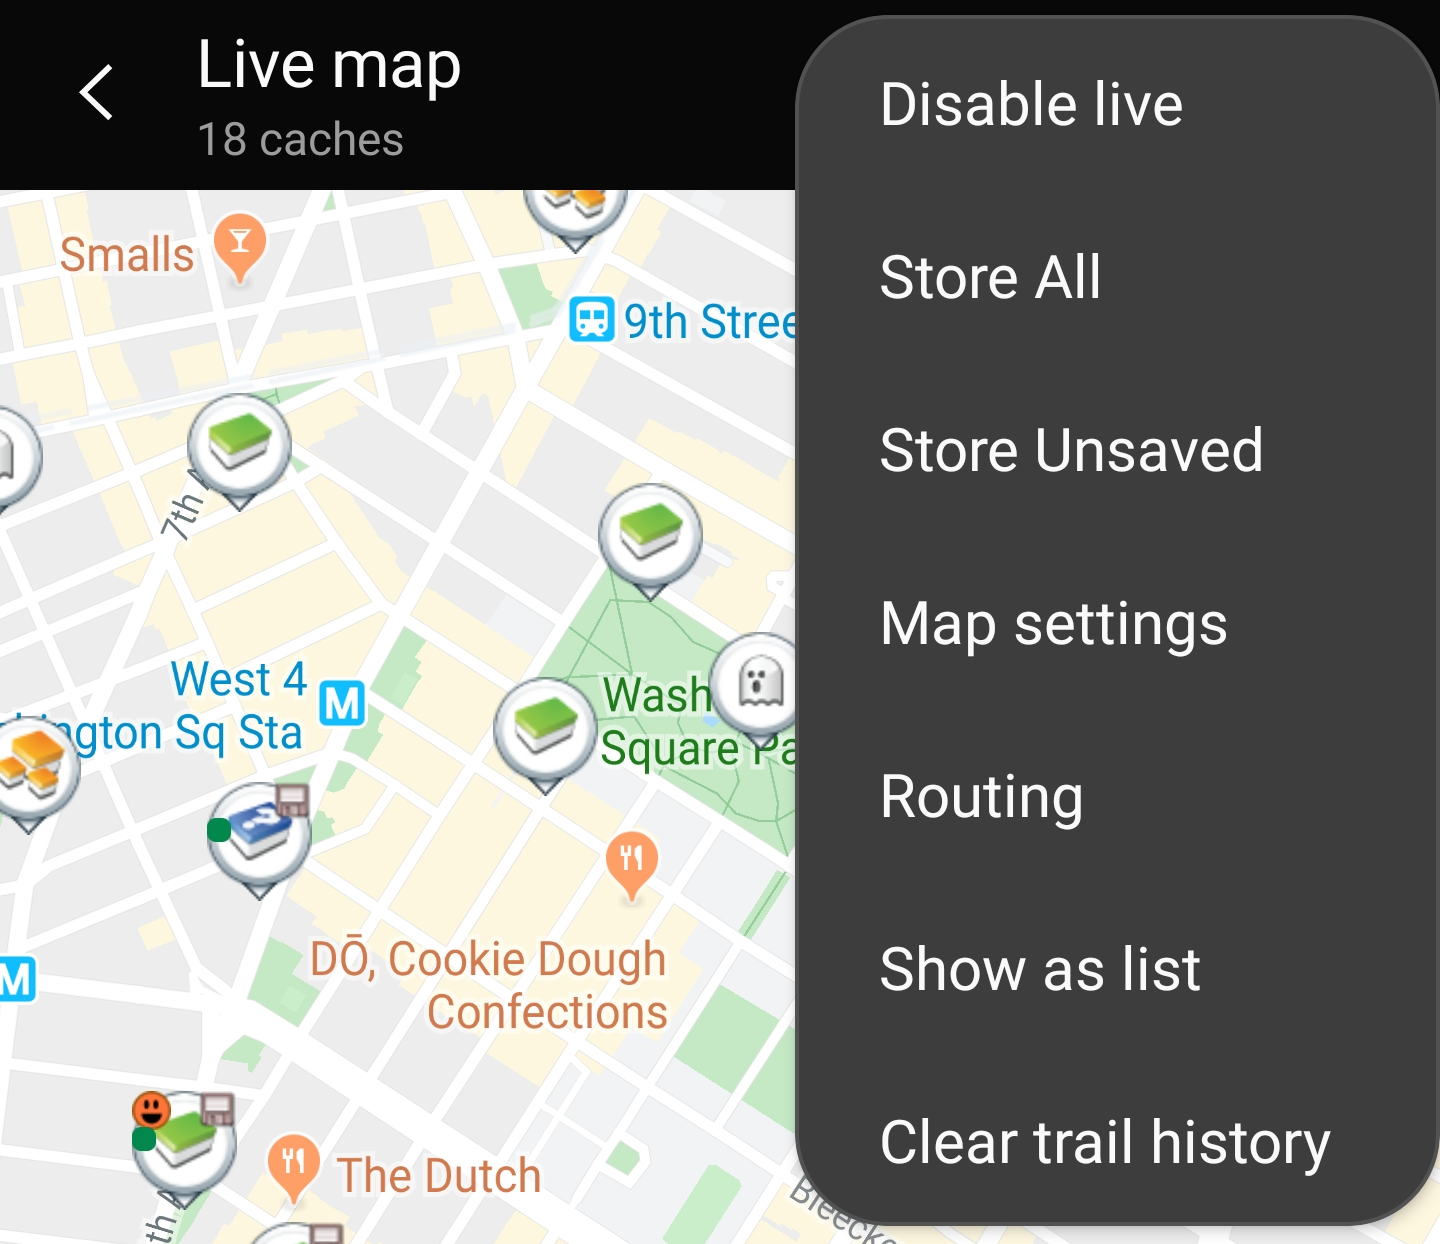 Live map
18 caches
Disable live
Store All
Store Unsaved
Map settings
Routing
Show as list
Clear trail history
Smalls
9th Stree
7th
West 4
ngton Sq Sta
M
Wash
Square Pa
DŌ, Cookie Dough
Confections
M
The Dutch
th
Bleecke